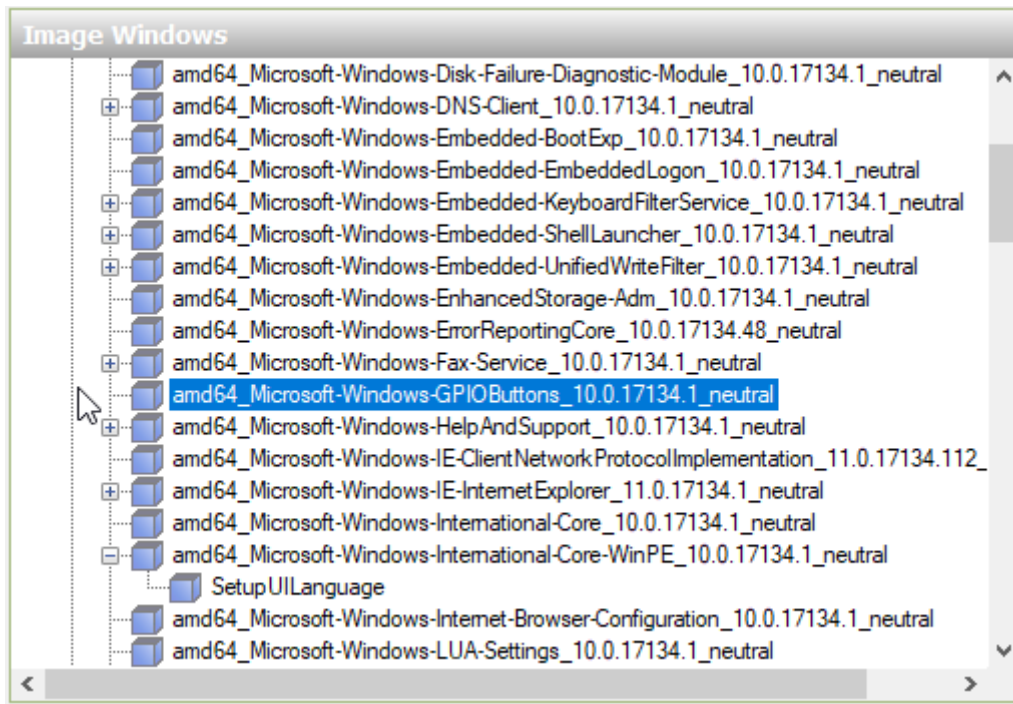 Image Windows
amd64_Microsoft-Windows-Disk-Failure-Diagnostic-Module_10.0.17134.1_neutral
amd64_Microsoft-Windows-DNS-Client_10.0.17134.1_neutral
amd64_Microsoft-Windows-Embedded-BootExp_10.0.17134.1_neutral
amd64_Microsoft-Windows-Embedded-EmbeddedLogon_10.0.17134.1_neutral
amd64_Microsoft-Windows-Embedded-KeyboardFilterService_10.0.17134.1_neutral
amd64_Microsoft-Windows-Embedded-ShellLauncher_10.0.17134.1_neutral
amd64_Microsoft-Windows-Embedded-UnifiedWriteFilter_10.0.17134.1_neutral
amd64_Microsoft-Windows-EnhancedStorage-Adm_10.0.17134.1_neutral
amd64_Microsoft-Windows-ErrorReportingCore_10.0.17134.48_neutral
amd64_Microsoft-Windows-Fax-Service_10.0.17134.1_neutral
amd64_Microsoft-Windows-GPIOButtons_10.0.17134.1_neutral
amd64_Microsoft-Windows-HelpAndSupport_10.0.17134.1_neutral
amd64_Microsoft-Windows-IE-ClientNetworkProtocolImplementation_11.0.17134.112_
amd64_Microsoft-Windows-IE-InternetExplorer_11.0.17134.1_neutral
amd64_Microsoft-Windows-International-Core_10.0.17134.1_neutral
amd64_Microsoft-Windows-International-Core-WinPE_10.0.17134.1_neutral
SetupUILanguage
amd64_Microsoft-Windows-Internet-Browser-Configuration_10.0.17134.1_neutral
amd64_Microsoft-Windows-LUA-Settings_10.0.17134.1_neutral